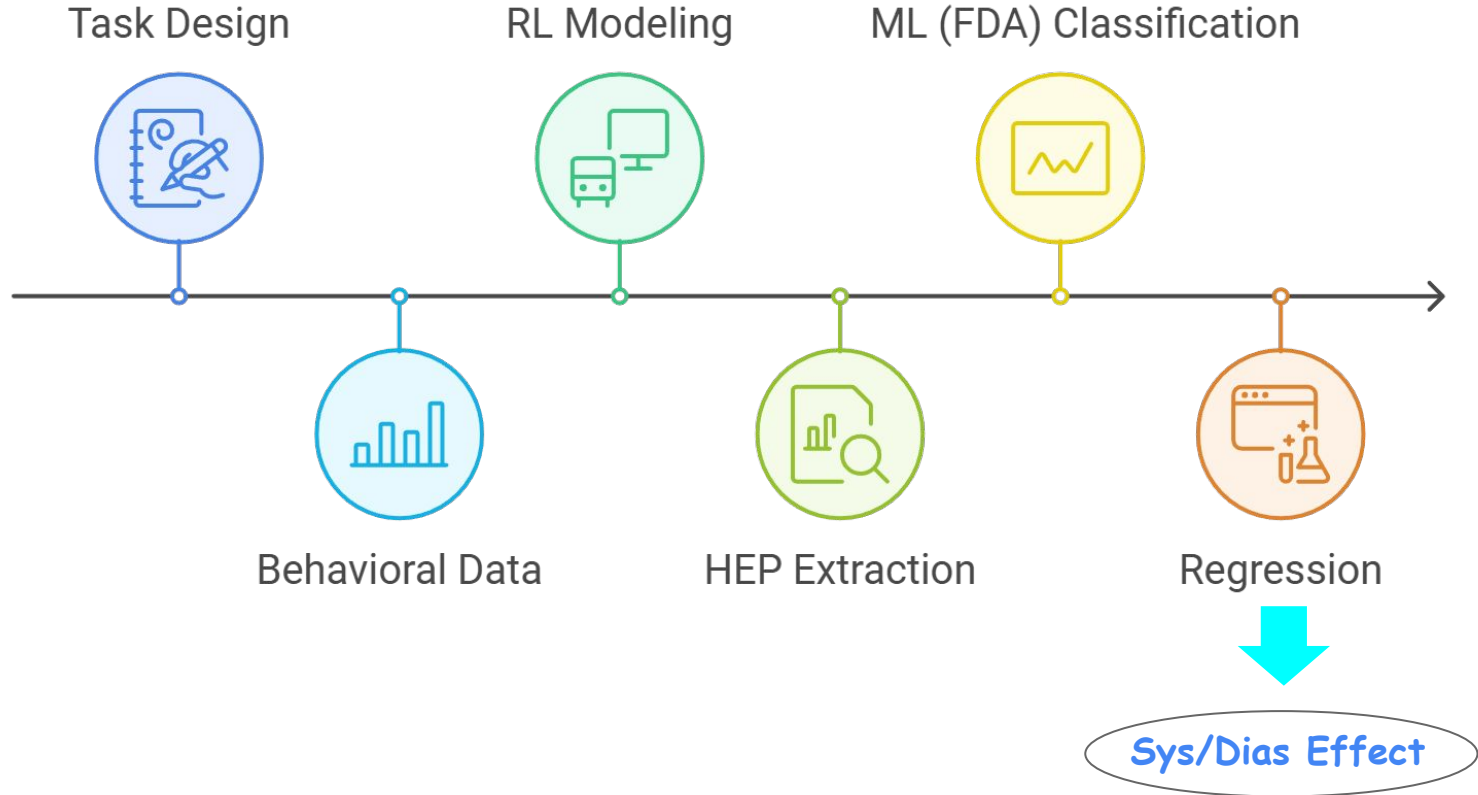 Task Design
RL Modeling
ML (FDA) Classification
Behavioral Data
HEP Extraction
Regression
Sys/Dias Effect